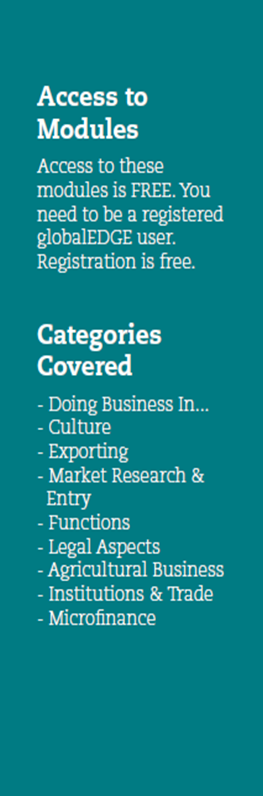 Access to
Modules
Access to these
modules is FREE. You
need to be a registered
globalEDGE user.
Registration is free.
Categories
Covered
- Doing Business In...
- Culture
- Exporting
- Market Research &
Entry
- Functions
- Legal Aspects
- Agricultural Business
- Institutions & Trade
- Microfinance